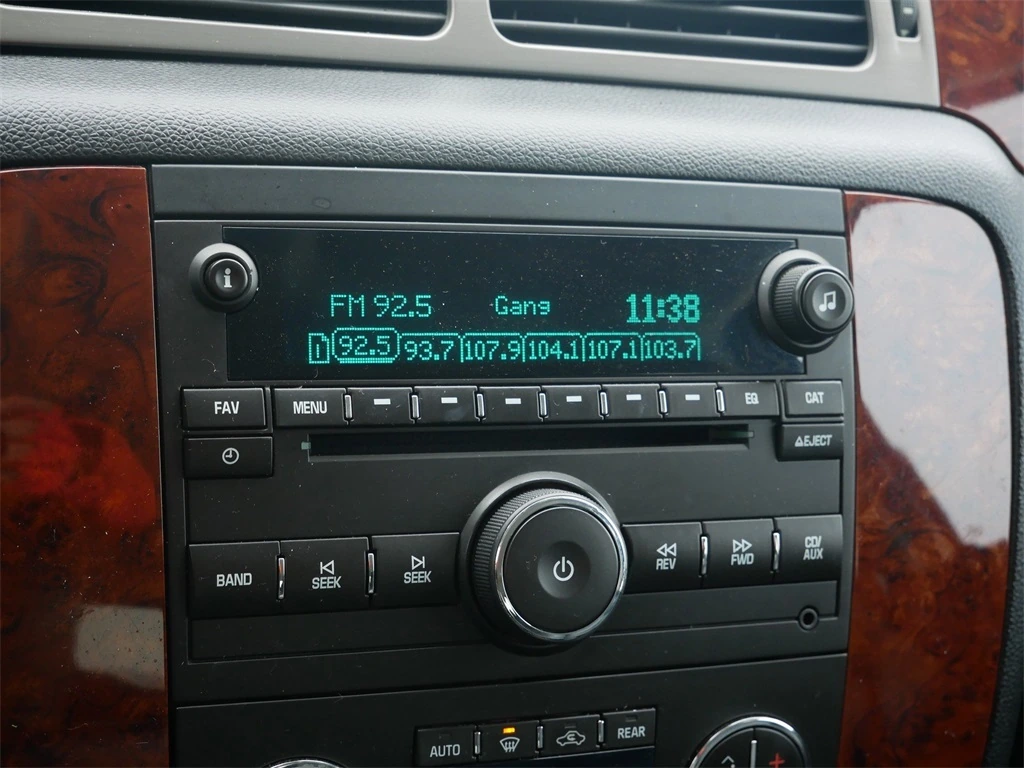 i
FM 92.5 Gang 11:38
1 92.5 93.7 107.9 104.1 107.1 103.7
FAV MENU EQ CAT
EJECT
BAND SEEK SEEK REV FWD CD/
AUX
AUTO REAR